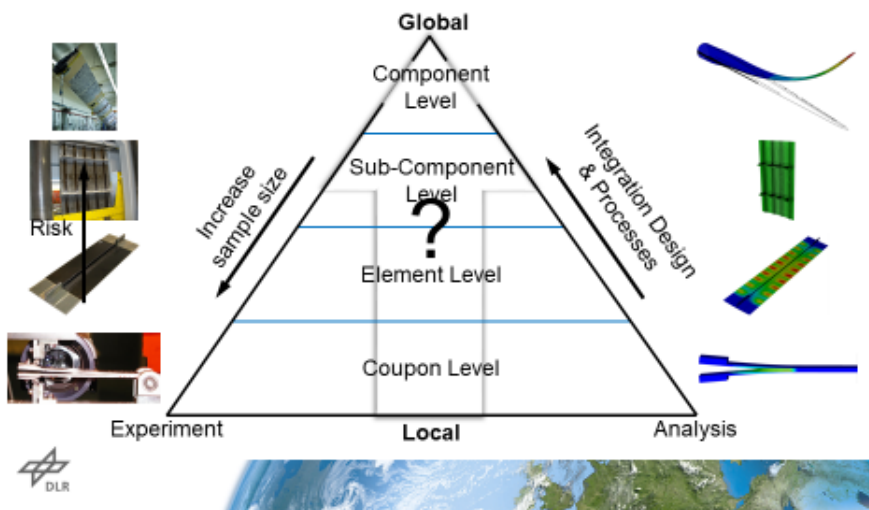 Global
Component
Level
Sub-Component
Level
?
Element Level
Coupon Level
Increase
sample size
Integration Design
& Processes
Risk
Experiment
Local
Analysis
DLR